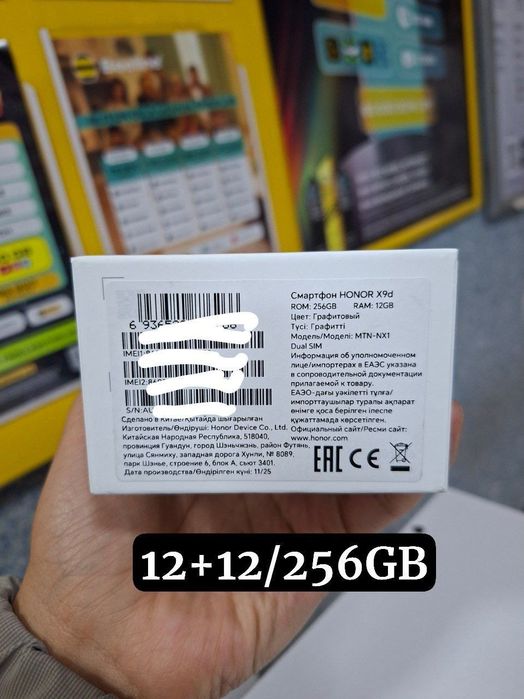 Смартфон HONOR X9d
ROM: 256GB RAM: 12GB
Цвет: Графитовый
Түсі: Графитті
Модель/Моделі: MTN-NX1
Dual SIM
Информация об уполномоченном
лице/импортерах в ЕАЭС указана
в сопроводительной документации
прилагаемой к товару.
ЕАЭО-дағы уәкілетті тұлға/
импорттаушылар туралы ақпарат
өнімге қоса берілген ілеспе
құжаттамада көрсетілген.
Официальный сайт/Ресми сайт:
www.honor.com
EAC CE
IMEI1:
IMEI2:
S/N:
Сделано в Китае/Қытайда шығарылған
Изготовитель/Өндіруші: Honor Device Co., Ltd.
Китайская Народная Республика, 518040,
провинция Гуандун, город Шэньчжэнь, район Футянь,
улица Сянмиху, западная дорога Хунли, № 8089,
парк Шэнье, строение 6, блок А, сьют 3401.
Дата производства/Өндірілген күні: 11/25
12+12/256GB